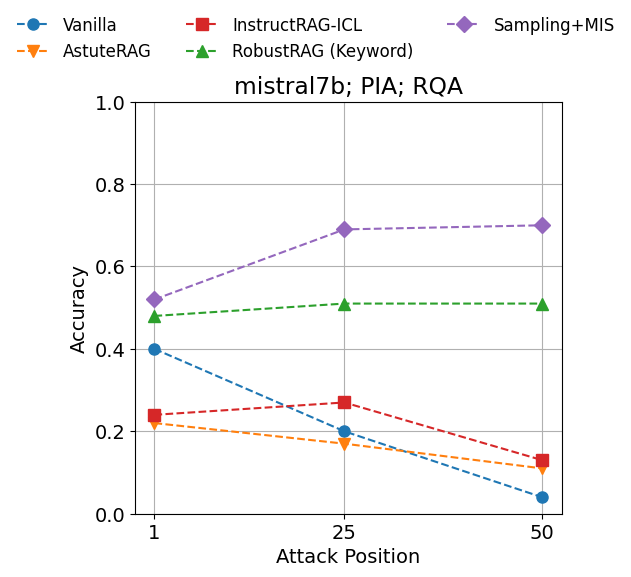 Vanilla
AstuteRAG
InstructRAG-ICL
RobustRAG (Keyword)
Sampling+MIS
mistral7b; PIA; RQA
1.0
0.8
0.6
0.4
0.2
0.0
Accuracy
1 25 50
Attack Position